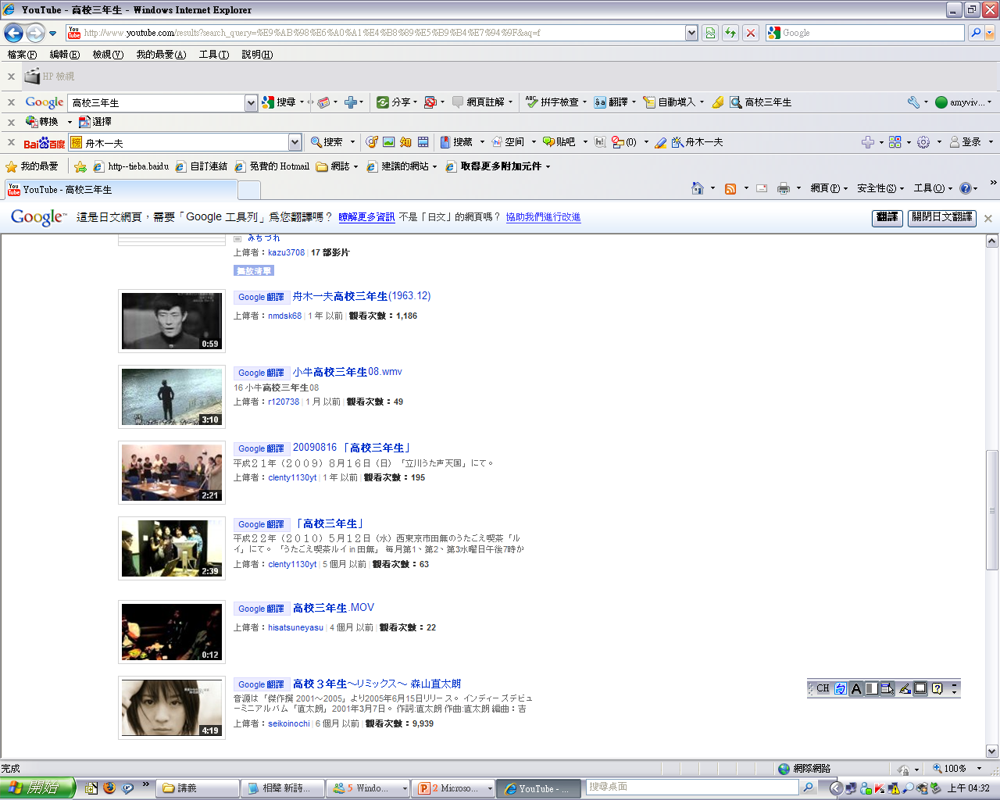 YouTube - 高校三年生 - Windows Internet Explorer
http://www.youtube.com/results?search_query=%E9%AB%98%E6%A0%A1%E4%B8%89%E5%B9%B4%E7%94%9F&aq=f
Google
檔案(F) 編輯(E) 檢視(V) 我的最愛(A) 工具(T) 說明(H)
x HP 檢視
x Google 高校三年生 搜尋 分享 網頁註解 拼字檢查 翻譯 自動填入 高校三年生 amyviv...
x 轉換 選擇
x Bai百度 舟木一夫 搜索 搜藏 空间 贴吧 (0) 舟木一夫 登录
我的最愛 http--tieba.baidu 自訂連結 免費的 Hotmail 網誌 建議的網站 取得更多附加元件
YouTube - 高校三年生 網頁(P) 安全性(S) 工具(O)
Google 這是日文網頁，需要「Google 工具列」為您翻譯嗎？ 瞭解更多資訊 不是「日文」的網頁嗎？ 協助我們進行改進 翻譯 關閉日文翻譯
みちづれ
上傳者：kazu3708 | 17 部影片
播放清單
Google 翻譯 舟木一夫高校三年生(1963.12)
上傳者：nmdsk68 | 1 年以前 | 觀看次數：1,186
0:59
Google 翻譯 小牛高校三年生08.wmv
16 小牛高校三年生08
上傳者：r120738 | 1 月以前 | 觀看次數：49
3:10
Google 翻譯 20090816「高校三年生」
平成２１年（２００９）８月１６日（日）「立川うた声天国」にて。
上傳者：clenty1130yt | 1 年以前 | 觀看次數：195
2:21
Google 翻譯 「高校三年生」
平成２２年（２０１０）５月１２日（水）西東京市田無のうたごえ喫茶「ル
イ」にて。「うたごえ喫茶ルイ in 田無」 毎月第1、第2、第3水曜日午後7時か
上傳者：clenty1130yt | 5 個月以前 | 觀看次數：63
2:39
Google 翻譯 高校三年生.MOV
上傳者：hisatsuneyasu | 4 個月以前 | 觀看次數：22
0:12
Google 翻譯 高校３年生～リミックス～ 森山直太朗
音源は「傑作撰 2001～2005」より2005年6月15日リリース。 インディーズデビュ
ーミニアルバム「直太朗」2001年3月7日。 作詞:直太朗 作曲:直太朗 編曲：吉
上傳者：seikoinochi | 6 個月以前 | 觀看次數：9,939
4:19
CH
完成 網際網路 100%
開始 講義 相聲 新詩... 5 Windo... 2 Microso... YouTube - ... 搜尋桌面 上午 04:32